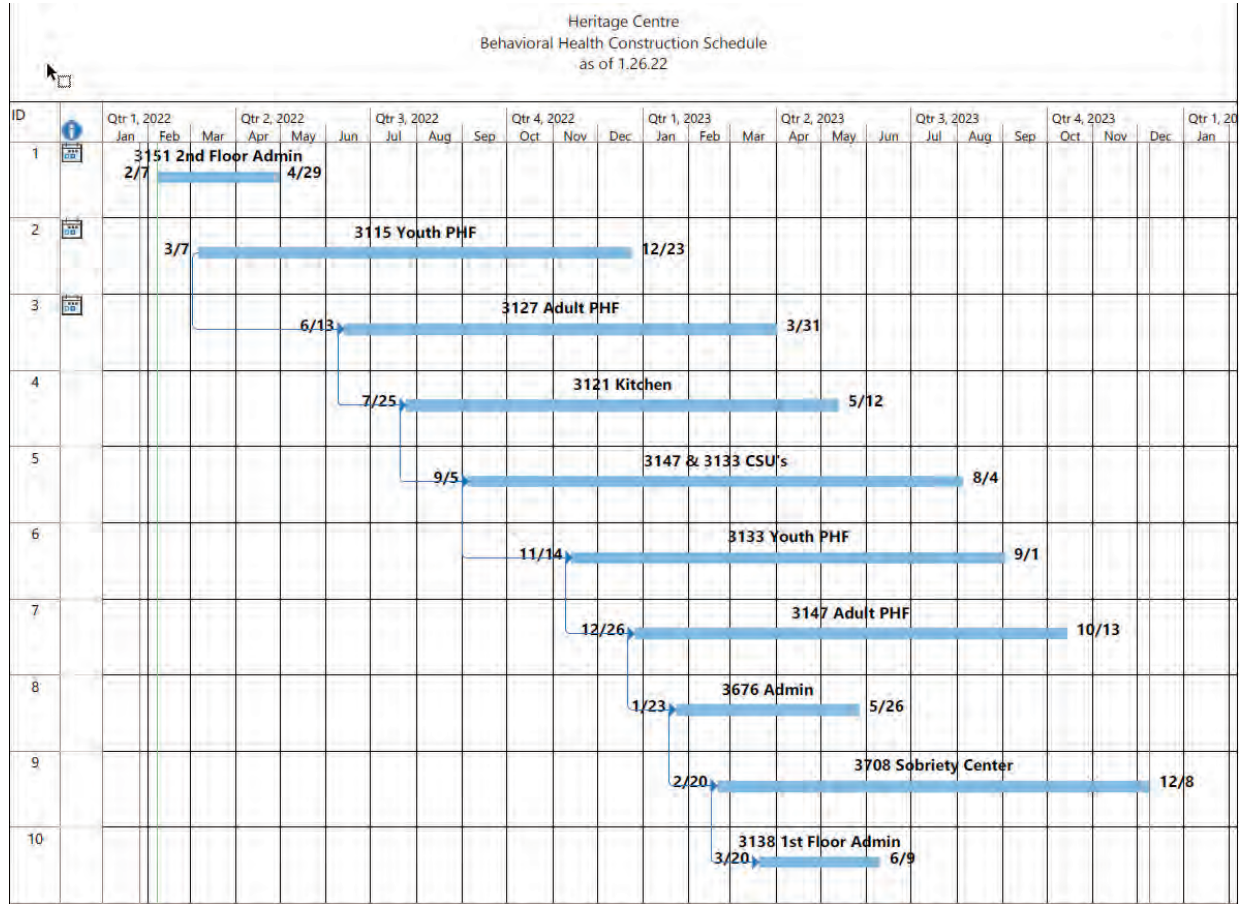 Heritage Centre
Behavioral Health Construction Schedule
as of 1.26.22
ID
Qtr 1, 2022 Qtr 2, 2022 Qtr 3, 2022 Qtr 4, 2022 Qtr 1, 2023 Qtr 2, 2023 Qtr 3, 2023 Qtr 4, 2023 Qtr 1, 20
Jan Feb Mar Apr May Jun Jul Aug Sep Oct Nov Dec Jan Feb Mar Apr May Jun Jul Aug Sep Oct Nov Dec Jan
1 3151 2nd Floor Admin
2/7 4/29
2 3115 Youth PHF
3/7 12/23
3 3127 Adult PHF
6/13 3/31
4 3121 Kitchen
7/25 5/12
5 3147 & 3133 CSU's
9/5 8/4
6 3133 Youth PHF
11/14 9/1
7 3147 Adult PHF
12/26 10/13
8 3676 Admin
1/23 5/26
9 3708 Sobriety Center
2/20 12/8
10 3138 1st Floor Admin
3/20 6/9